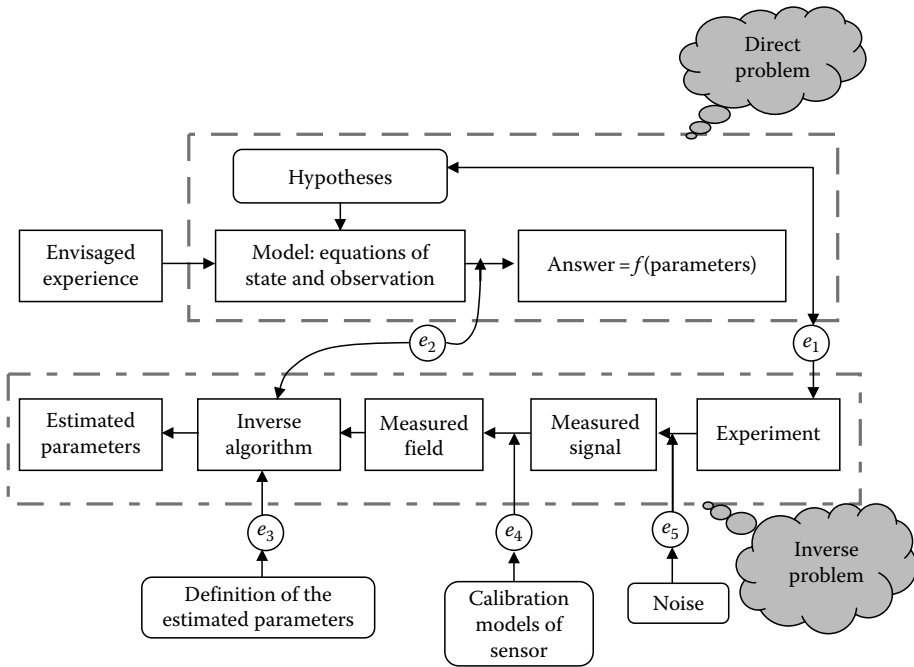 Direct
problem
Hypotheses
Envisaged
experience
Model: equations of
state and observation
Answer = f(parameters)
e2
e1
Estimated
parameters
Inverse
algorithm
Measured
field
Measured
signal
Experiment
e3
e4
e5
Definition of the
estimated parameters
Calibration
models of
sensor
Noise
Inverse
problem